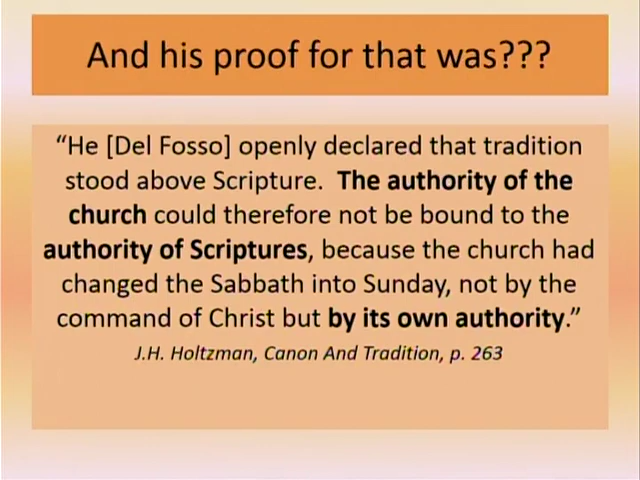 And his proof for that was???
“He [Del Fosso] openly declared that tradition
stood above Scripture. The authority of the
church could therefore not be bound to the
authority of Scriptures, because the church had
changed the Sabbath into Sunday, not by the
command of Christ but by its own authority.”
J.H. Holtzman, Canon And Tradition, p. 263